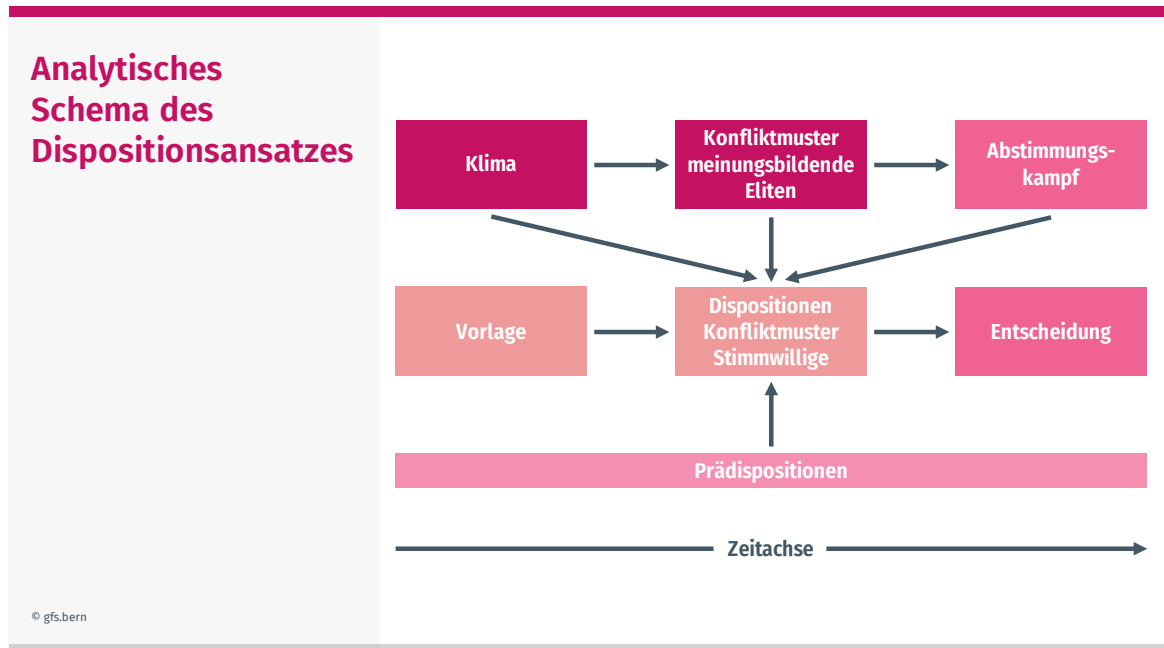 Analytisches
Schema des
Dispositionsansatzes
Klima
Konfliktmuster
meinungsbildende
Eliten
Abstimmungs-
kampf
Vorlage
Dispositionen
Konfliktmuster
Stimmwillige
Entscheidung
Prädispositionen
Zeitachse
© gfs.bern